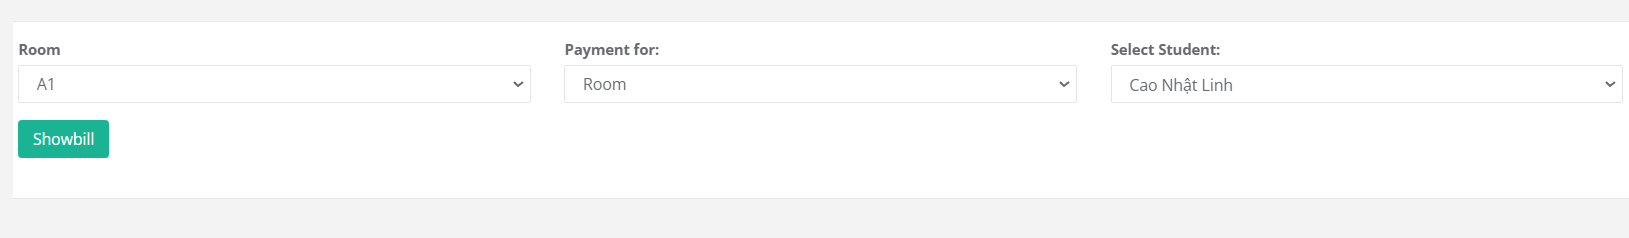 Room
Payment for:
Select Student:
A1
Room
Cao Nhật Linh
Showbill